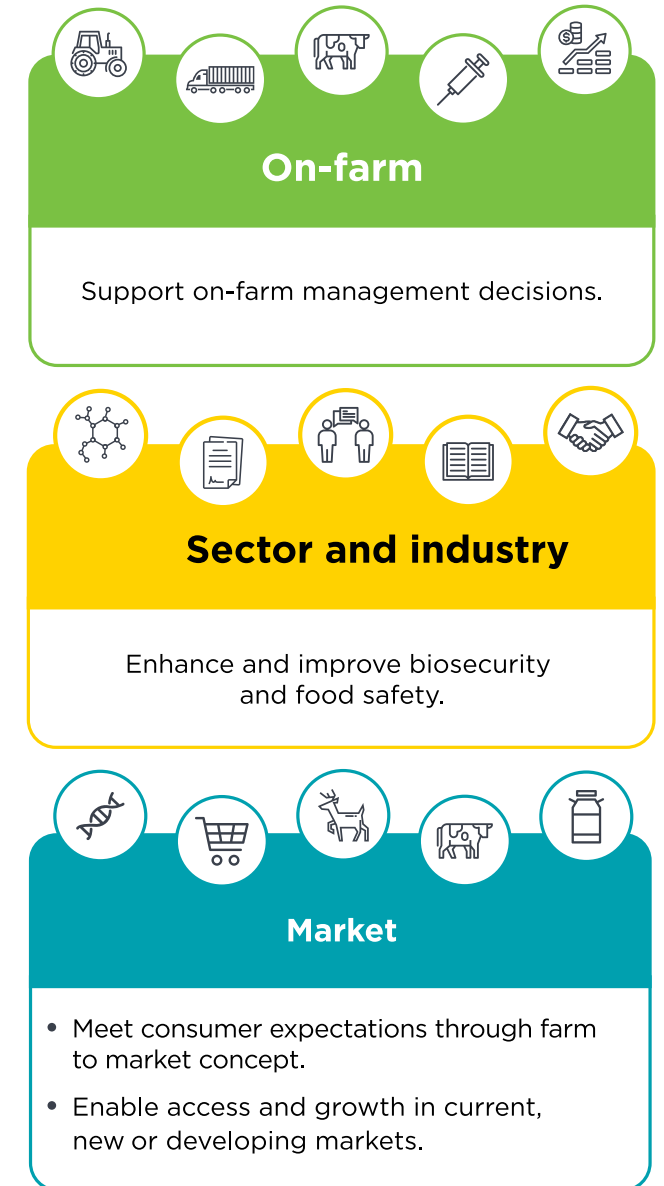 On-farm
Support on-farm management decisions.
Sector and industry
Enhance and improve biosecurity
and food safety.
Market
• Meet consumer expectations through farm
to market concept.
• Enable access and growth in current,
new or developing markets.